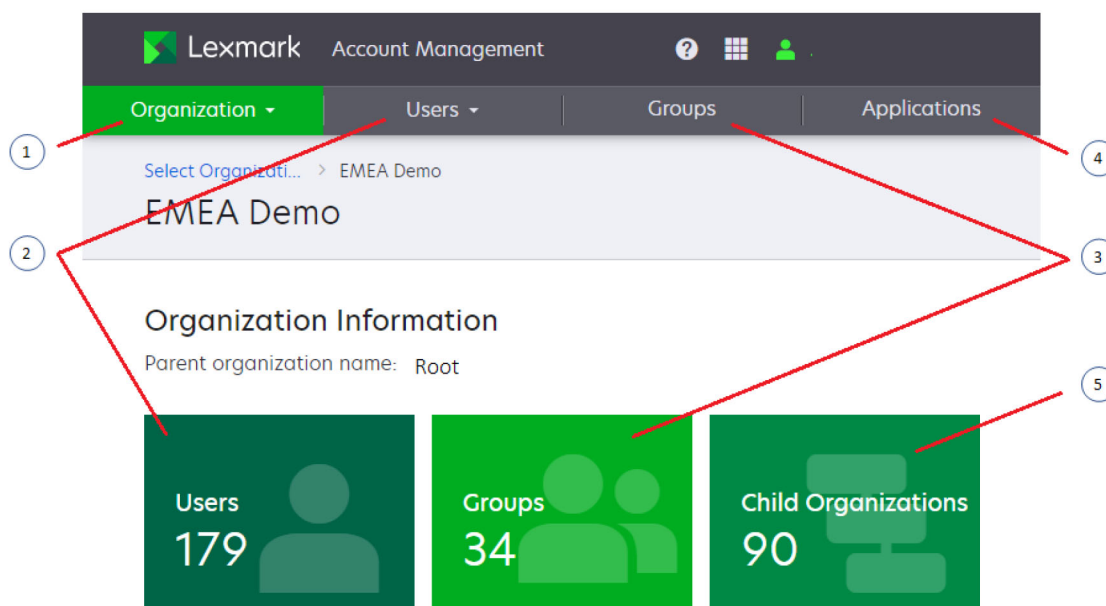 Lexmark Account Management ?
Organization Users Groups Applications
1
4
Select Organizati... > EMEA Demo
EMEA Demo
2
3
Organization Information
Parent organization name: Root
5
Users
179
Groups
34
Child Organizations
90